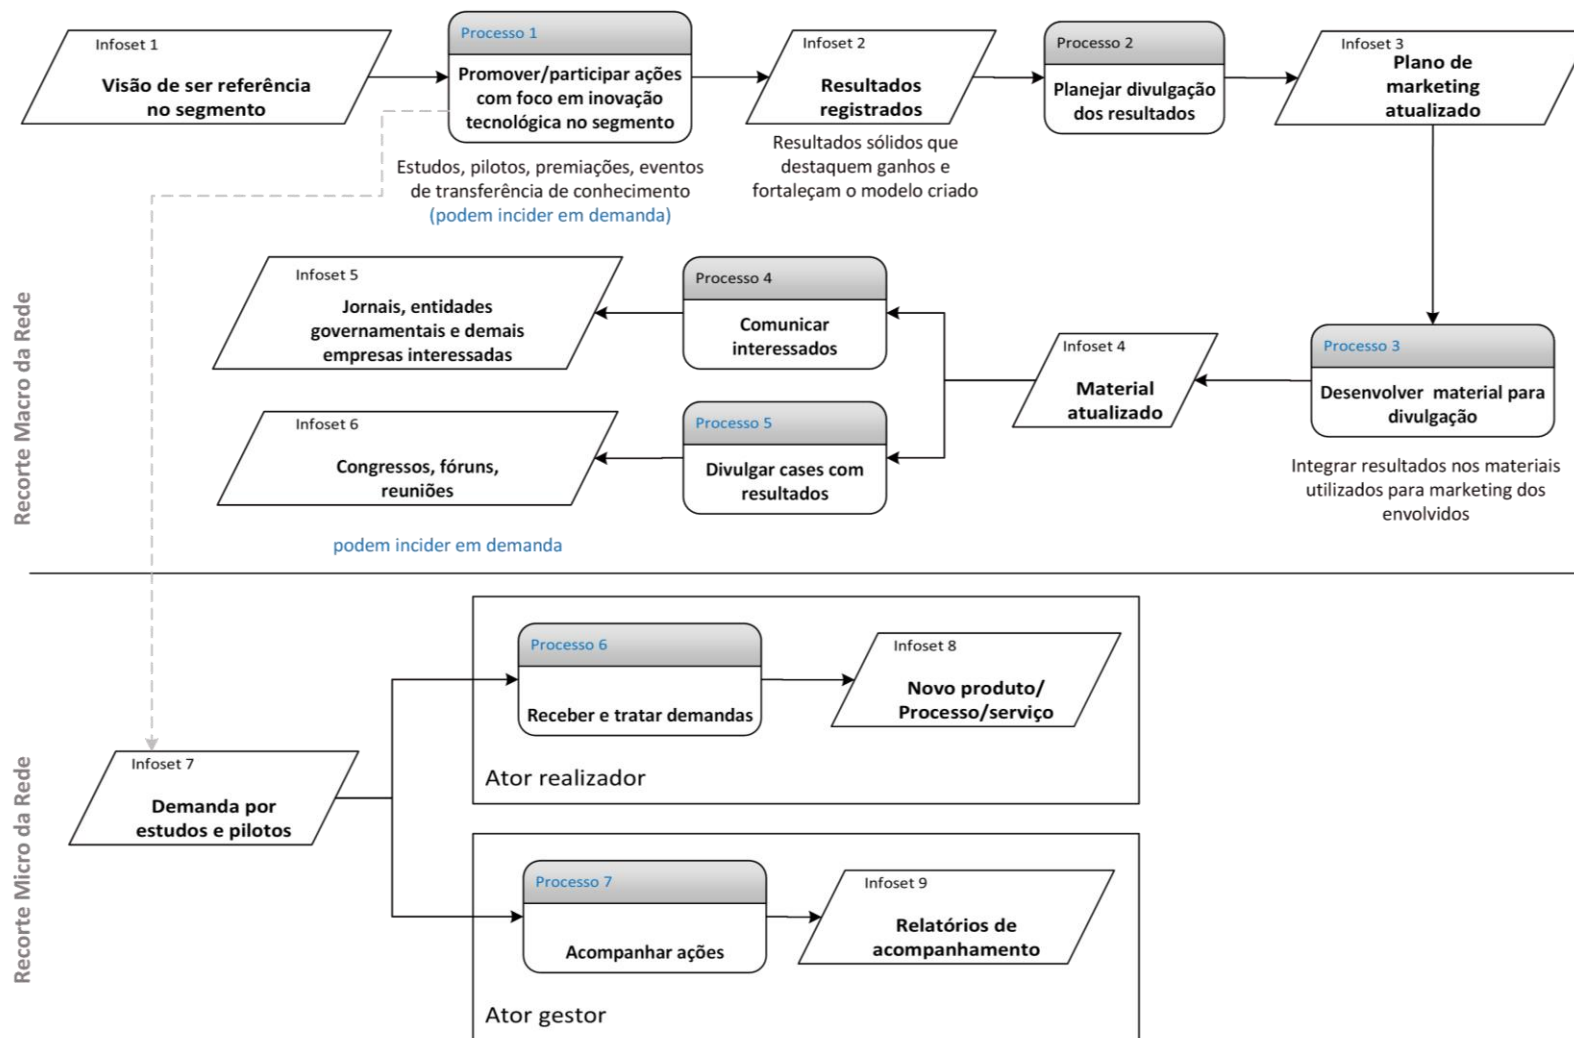 Infoset 1
Visão de ser referência
no segmento
Processo 1
Promover/participar ações
com foco em inovação
tecnológica no segmento
Estudos, pilotos, premiações, eventos
de transferência de conhecimento
(podem incider em demanda)
Infoset 2
Resultados
registrados
Resultados sólidos que
destaquem ganhos e
fortaleçam o modelo criado
Processo 2
Planejar divulgação
dos resultados
Infoset 3
Plano de
marketing
atualizado
Recorte Macro da Rede
Infoset 5
Jornais, entidades
governamentais e demais
empresas interessadas
Processo 4
Comunicar
interessados
Infoset 4
Material
atualizado
Processo 3
Desenvolver material para
divulgação
Integrar resultados nos materiais
utilizados para marketing dos
envolvidos
Infoset 6
Congressos, fóruns,
reuniões
Processo 5
Divulgar cases com
resultados
podem incider em demanda
Recorte Micro da Rede
Infoset 7
Demanda por
estudos e pilotos
Processo 6
Receber e tratar demandas
Infoset 8
Novo produto/
Processo/serviço
Ator realizador
Processo 7
Acompanhar ações
Infoset 9
Relatórios de
acompanhamento
Ator gestor